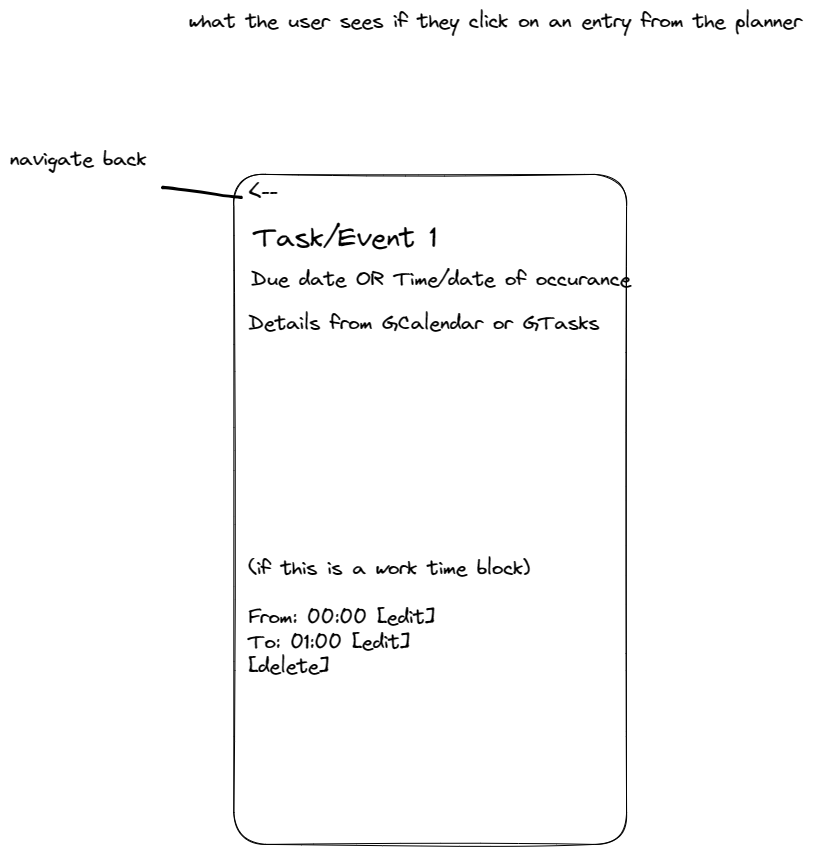 what the user sees if they click on an entry from the planner
navigate back
<--
Task/Event 1
Due date OR Time/date of occurance
Details from GCalendar or GTasks
(if this is a work time block)
From: 00:00 [edit]
To: 01:00 [edit]
[delete]